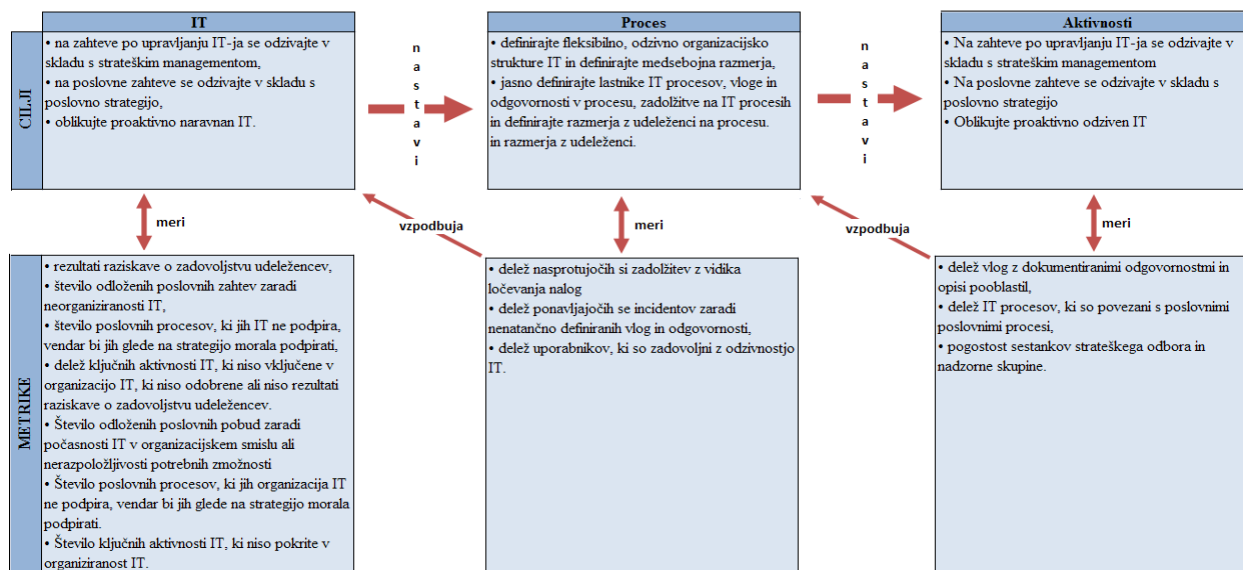 IT
Proces
Aktivnosti
CILJI
• na zahteve po upravljanju IT-ja se odzivajte v
skladu s strateškim managementom,
• na poslovne zahteve se odzivajte v skladu s
poslovno strategijo,
• oblikujte proaktivno naravnan IT.
nastavi
• definirajte fleksibilno, odzivno organizacijsko
strukture IT in definirajte medsebojna razmerja,
• jasno definirajte lastnike IT procesov, vloge in
odgovornosti v procesu, zadolžitve na IT procesih
in definirajte razmerja z udeleženci na procesu.
in razmerja z udeleženci.
nastavi
• Na zahteve po upravljanju IT-ja se odzivajte v
skladu s strateškim managementom
• Na poslovne zahteve se odzivajte v skladu s
poslovno strategijo
• Oblikujte proaktivno odziven IT
meri
vzpodbuja
meri
vzpodbuja
meri
METRIKE
• rezultati raziskave o zadovoljstvu udeležencev,
• število odloženih poslovnih zahtev zaradi
neorganiziranosti IT,
• število poslovnih procesov, ki jih IT ne podpira,
vendar bi jih glede na strategijo morala podpirati,
• delež ključnih aktivnosti IT, ki niso vključene v
organizacijo IT, ki niso odobrene ali niso rezultati
raziskave o zadovoljstvu udeležencev.
• Število odloženih poslovnih pobud zaradi
počasnosti IT v organizacijskem smislu ali
nerazpoložljivosti potrebnih zmožnosti
• Število poslovnih procesov, ki jih organizacija IT
ne podpira, vendar bi jih glede na strategijo morala
podpirati.
• Število ključnih aktivnosti IT, ki niso pokrite v
organiziranost IT.
• delež nasprotujočih si zadolžitev z vidika
ločevanja nalog
• delež ponavljajočih se incidentov zaradi
nenatančno definiranih vlog in odgovornosti,
• delež uporabnikov, ki so zadovoljni z odzivnostjo
IT.
• delež vlog z dokumentiranimi odgovornostmi in
opisi pooblastil,
• delež IT procesov, ki so povezani s poslovnimi
poslovnimi procesi,
• pogostost sestankov strateškega odbora in
nadzorne skupine.